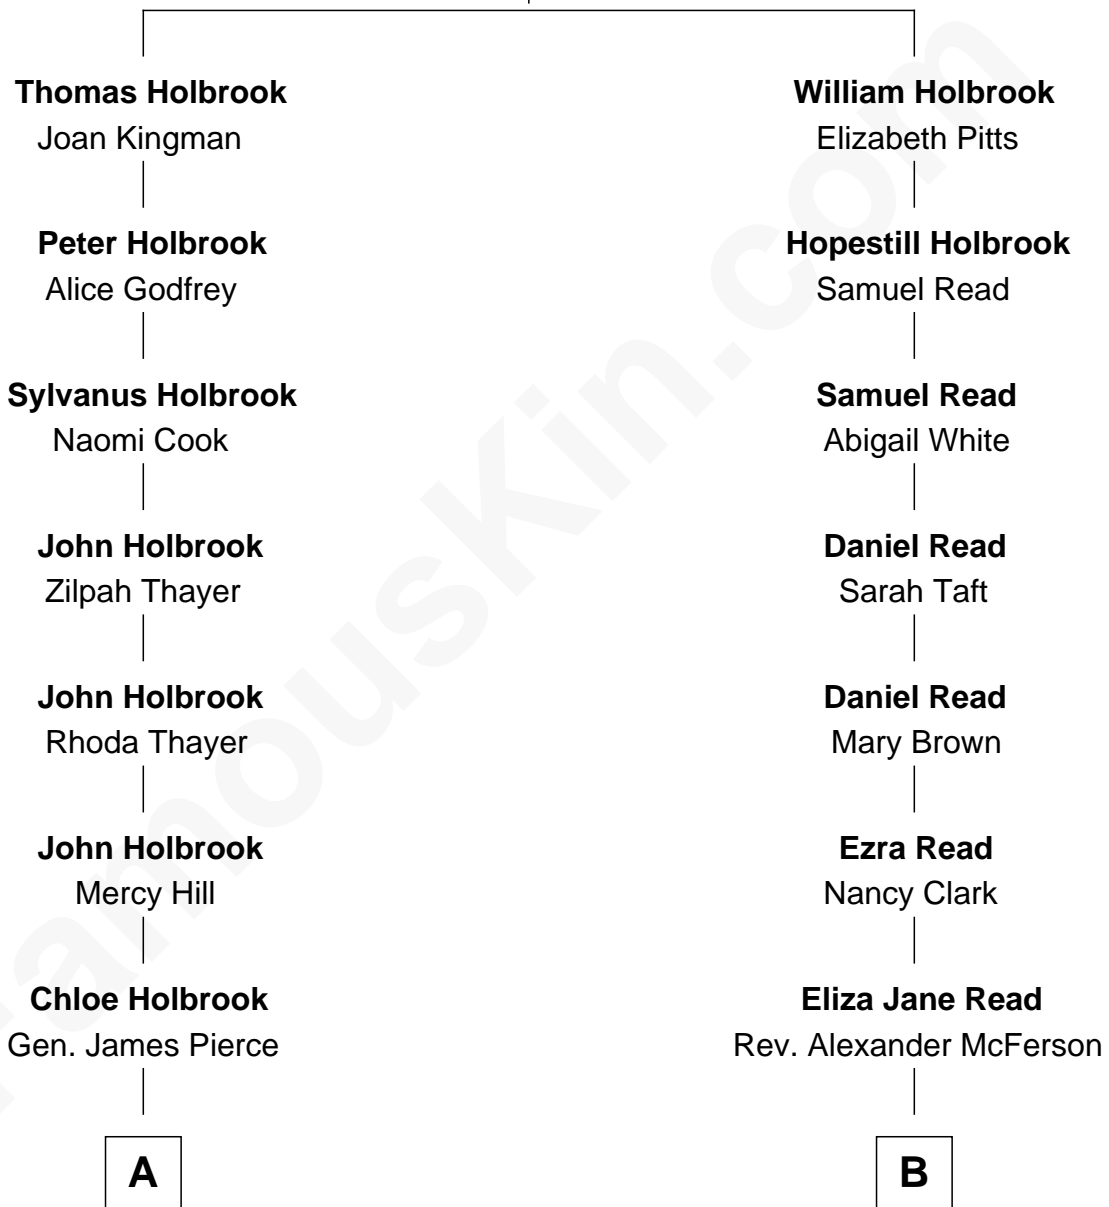 Thomas Holbrook
Joan Kingman
William Holbrook
Elizabeth Pitts
Peter Holbrook
Alice Godfrey
Hopestill Holbrook
Samuel Read
Sylvanus Holbrook
Naomi Cook
Samuel Read
Abigail White
John Holbrook
Zilpah Thayer
Daniel Read
Sarah Taft
John Holbrook
Rhoda Thayer
Daniel Read
Mary Brown
John Holbrook
Mercy Hill
Ezra Read
Nancy Clark
Chloe Holbrook
Gen. James Pierce
Eliza Jane Read
Rev. Alexander McFerson
A
B
FamousKin.com